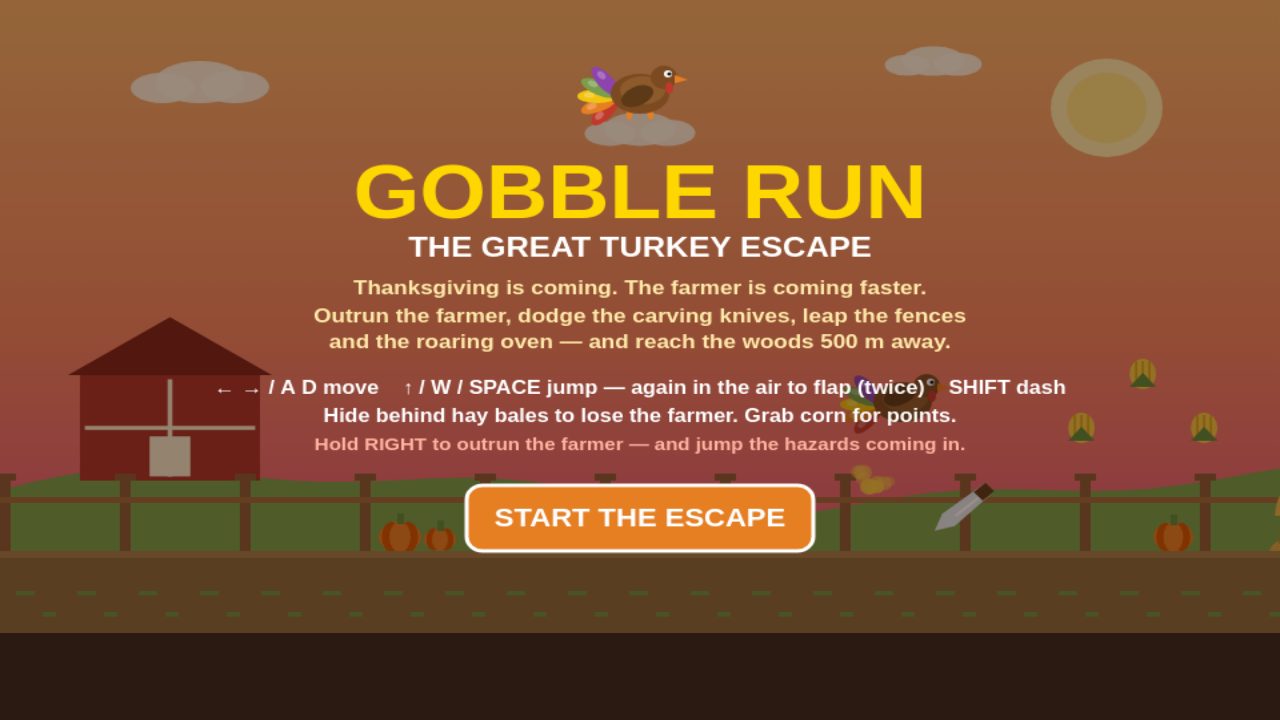 GOBBLE RUN
THE GREAT TURKEY ESCAPE
Thanksgiving is coming. The farmer is coming faster.
Outrun the farmer, dodge the carving knives, leap the fences
and the roaring oven — and reach the woods 500 m away.
← → / A D move ↑ / W / SPACE jump — again in the air to flap (twice) SHIFT dash
Hide behind hay bales to lose the farmer. Grab corn for points.
Hold RIGHT to outrun the farmer — and jump the hazards coming in.
START THE ESCAPE